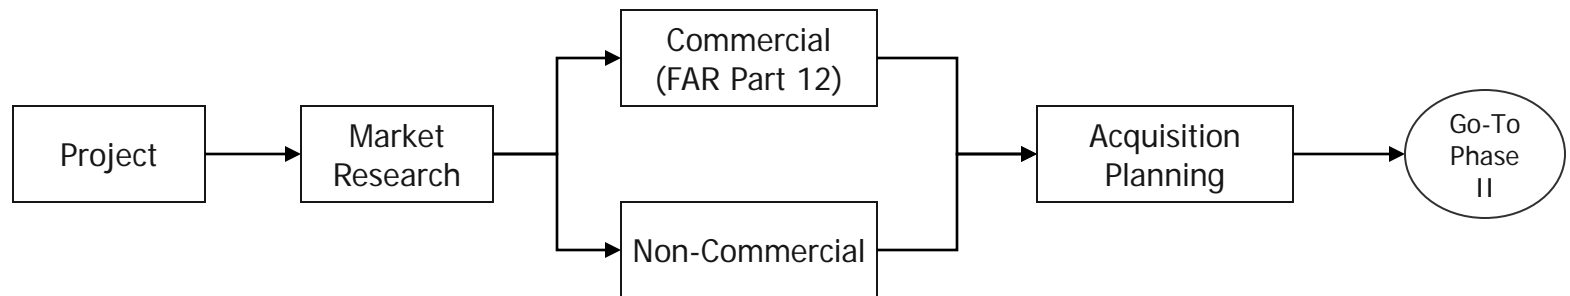 Project
Market
Research
Commercial
(FAR Part 12)
Non-Commercial
Acquisition
Planning
Go-To
Phase
II